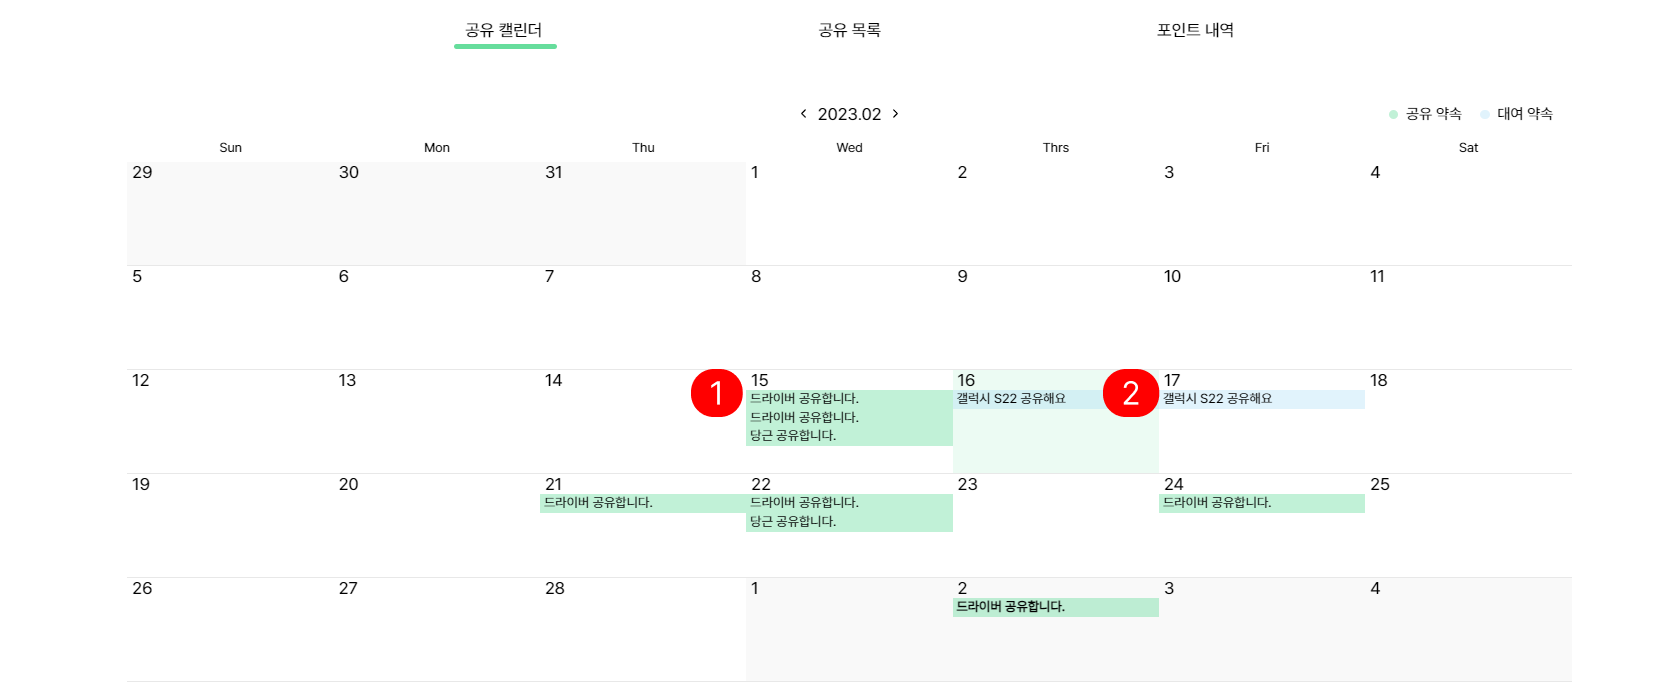 공유 캘린더 공유 목록 포인트 내역
2023.02 공유 약속 대여 약속
Sun Mon Thu Wed Thrs Fri Sat
29 30 31 1 2 3 4
5 6 7 8 9 10 11
12 13 14 1 15 16 2 17 18
드라이버 공유합니다. 갤럭시 S22 공유해요 갤럭시 S22 공유해요
드라이버 공유합니다.
당근 공유합니다.
19 20 21 22 23 24 25
드라이버 공유합니다. 드라이버 공유합니다. 드라이버 공유합니다.
당근 공유합니다.
26 27 28 1 2 3 4
드라이버 공유합니다.